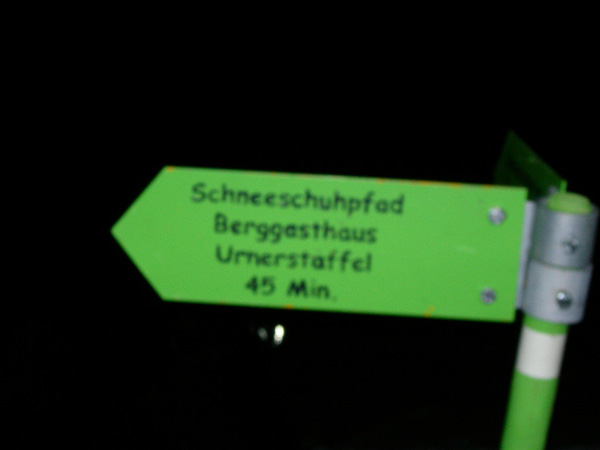 Schneeschuhpfad
Berggasthaus
Urnerstaffel
45 Min.